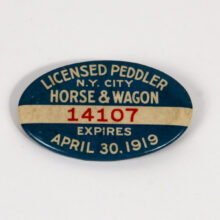 LICENSED PEDDLER
N.Y. CITY
HORSE & WAGON
14107
EXPIRES
APRIL 30.1919